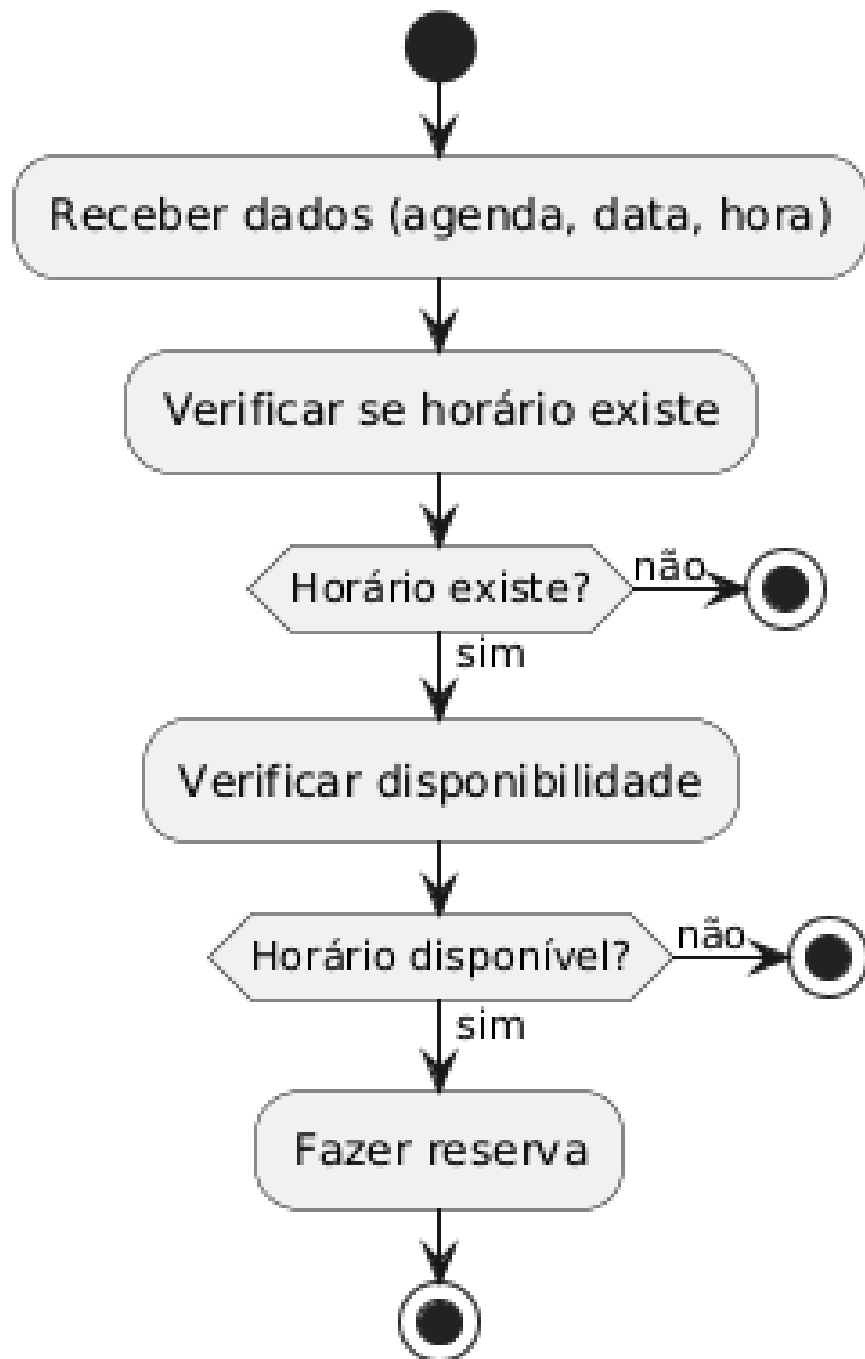 Receber dados (agenda, data, hora)
Verificar se horário existe
Horário existe?
não
sim
Verificar disponibilidade
Horário disponível?
não
sim
Fazer reserva